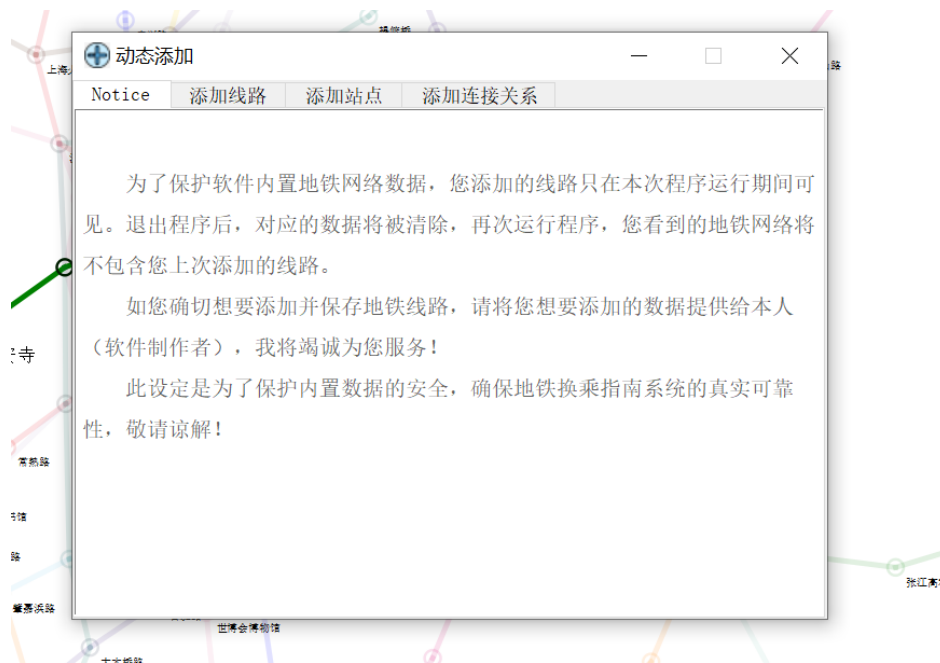 动态添加
Notice 添加线路 添加站点 添加连接关系
为了保护软件内置地铁网络数据，您添加的线路只在本次程序运行期间可
见。退出程序后，对应的数据将被清除，再次运行程序，您看到的地铁网络将
不包含您上次添加的线路。
如您确切想要添加并保存地铁线路，请将您想要添加的数据提供给本人
（软件制作者），我将竭诚为您服务！
此设定是为了保护内置数据的安全，确保地铁换乘指南系统的真实可靠
性，敬请谅解！
上海
路
寺
常熟路
路
肇嘉浜路
世博会博物馆
张江高